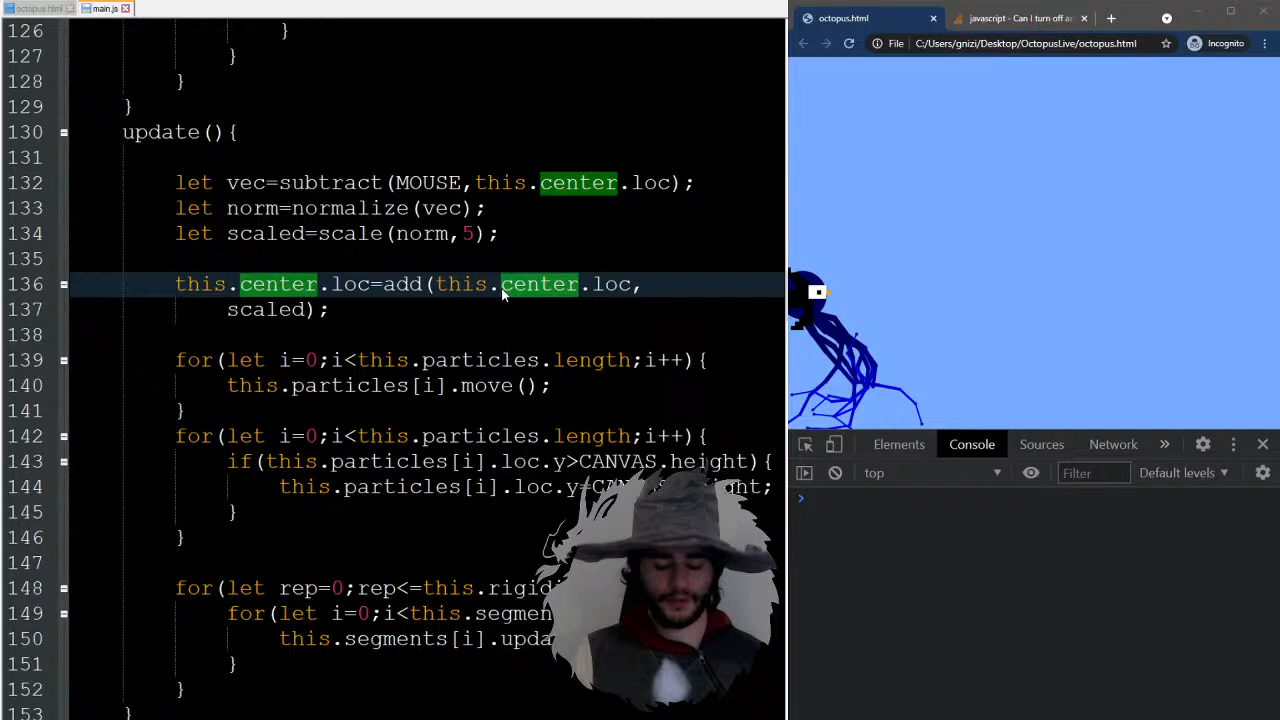 octopus.html
main.js
126 }
127 }
128 }
129 }
130 update(){
131
132 let vec=subtract(MOUSE,this.center.loc);
133 let norm=normalize(vec);
134 let scaled=scale(norm,5);
135
136 this.center.loc=add(this.center.loc,
137 scaled);
138
139 for(let i=0;i<this.particles.length;i++){
140 this.particles[i].move();
141 }
142 for(let i=0;i<this.particles.length;i++){
143 if(this.particles[i].loc.y>CANVAS.height){
144 this.particles[i].loc.y=
145 }
146 }
147
148 for(let rep=0;rep<=this.
149 for(let i=0;i<this.
150 this.segments[i].
151 }
152 }
153 }
octopus.html
javascript - Can I turn off
File C:/Users/gnizi/Desktop/OctopusLive/octopus.html
Incognito
Elements Console Sources Network
top Filter Default levels